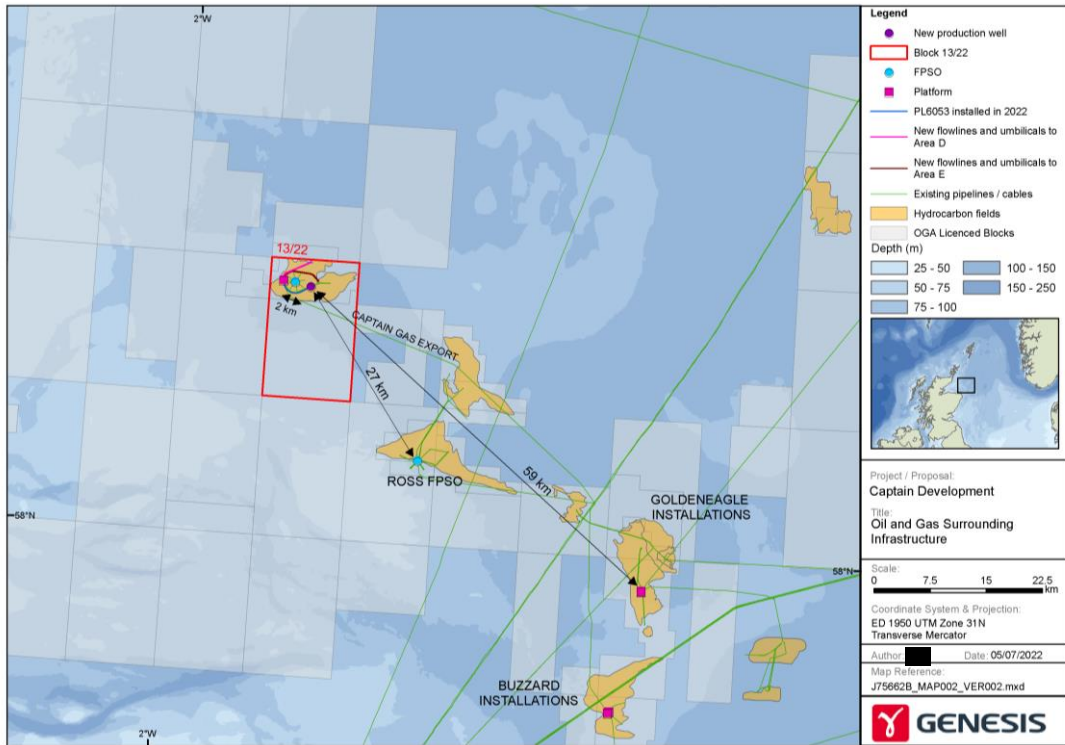 2°W
13/22
2 km
CAPTAIN GAS EXPORT
27 km
59 km
ROSS FPSO
GOLDENEAGLE
INSTALLATIONS
58°N
58°N
BUZZARD
INSTALLATIONS
2°W
Legend
New production well
Block 13/22
FPSO
Platform
PL6053 installed in 2022
New flowlines and umbilicals to
Area D
New flowlines and umbilicals to
Area E
Existing pipelines / cables
Hydrocarbon fields
OGA Licenced Blocks
Depth (m)
25 - 50 100 - 150
50 - 75 150 - 250
75 - 100
Project / Proposal:
Captain Development
Title:
Oil and Gas Surrounding
Infrastructure
Scale:
0 7.5 15 22.5
km
Coordinate System & Projection:
ED 1950 UTM Zone 31N
Transverse Mercator
Author: Date: 05/07/2022
Map Reference:
J75662B_MAP002_VER002.mxd
GENESIS